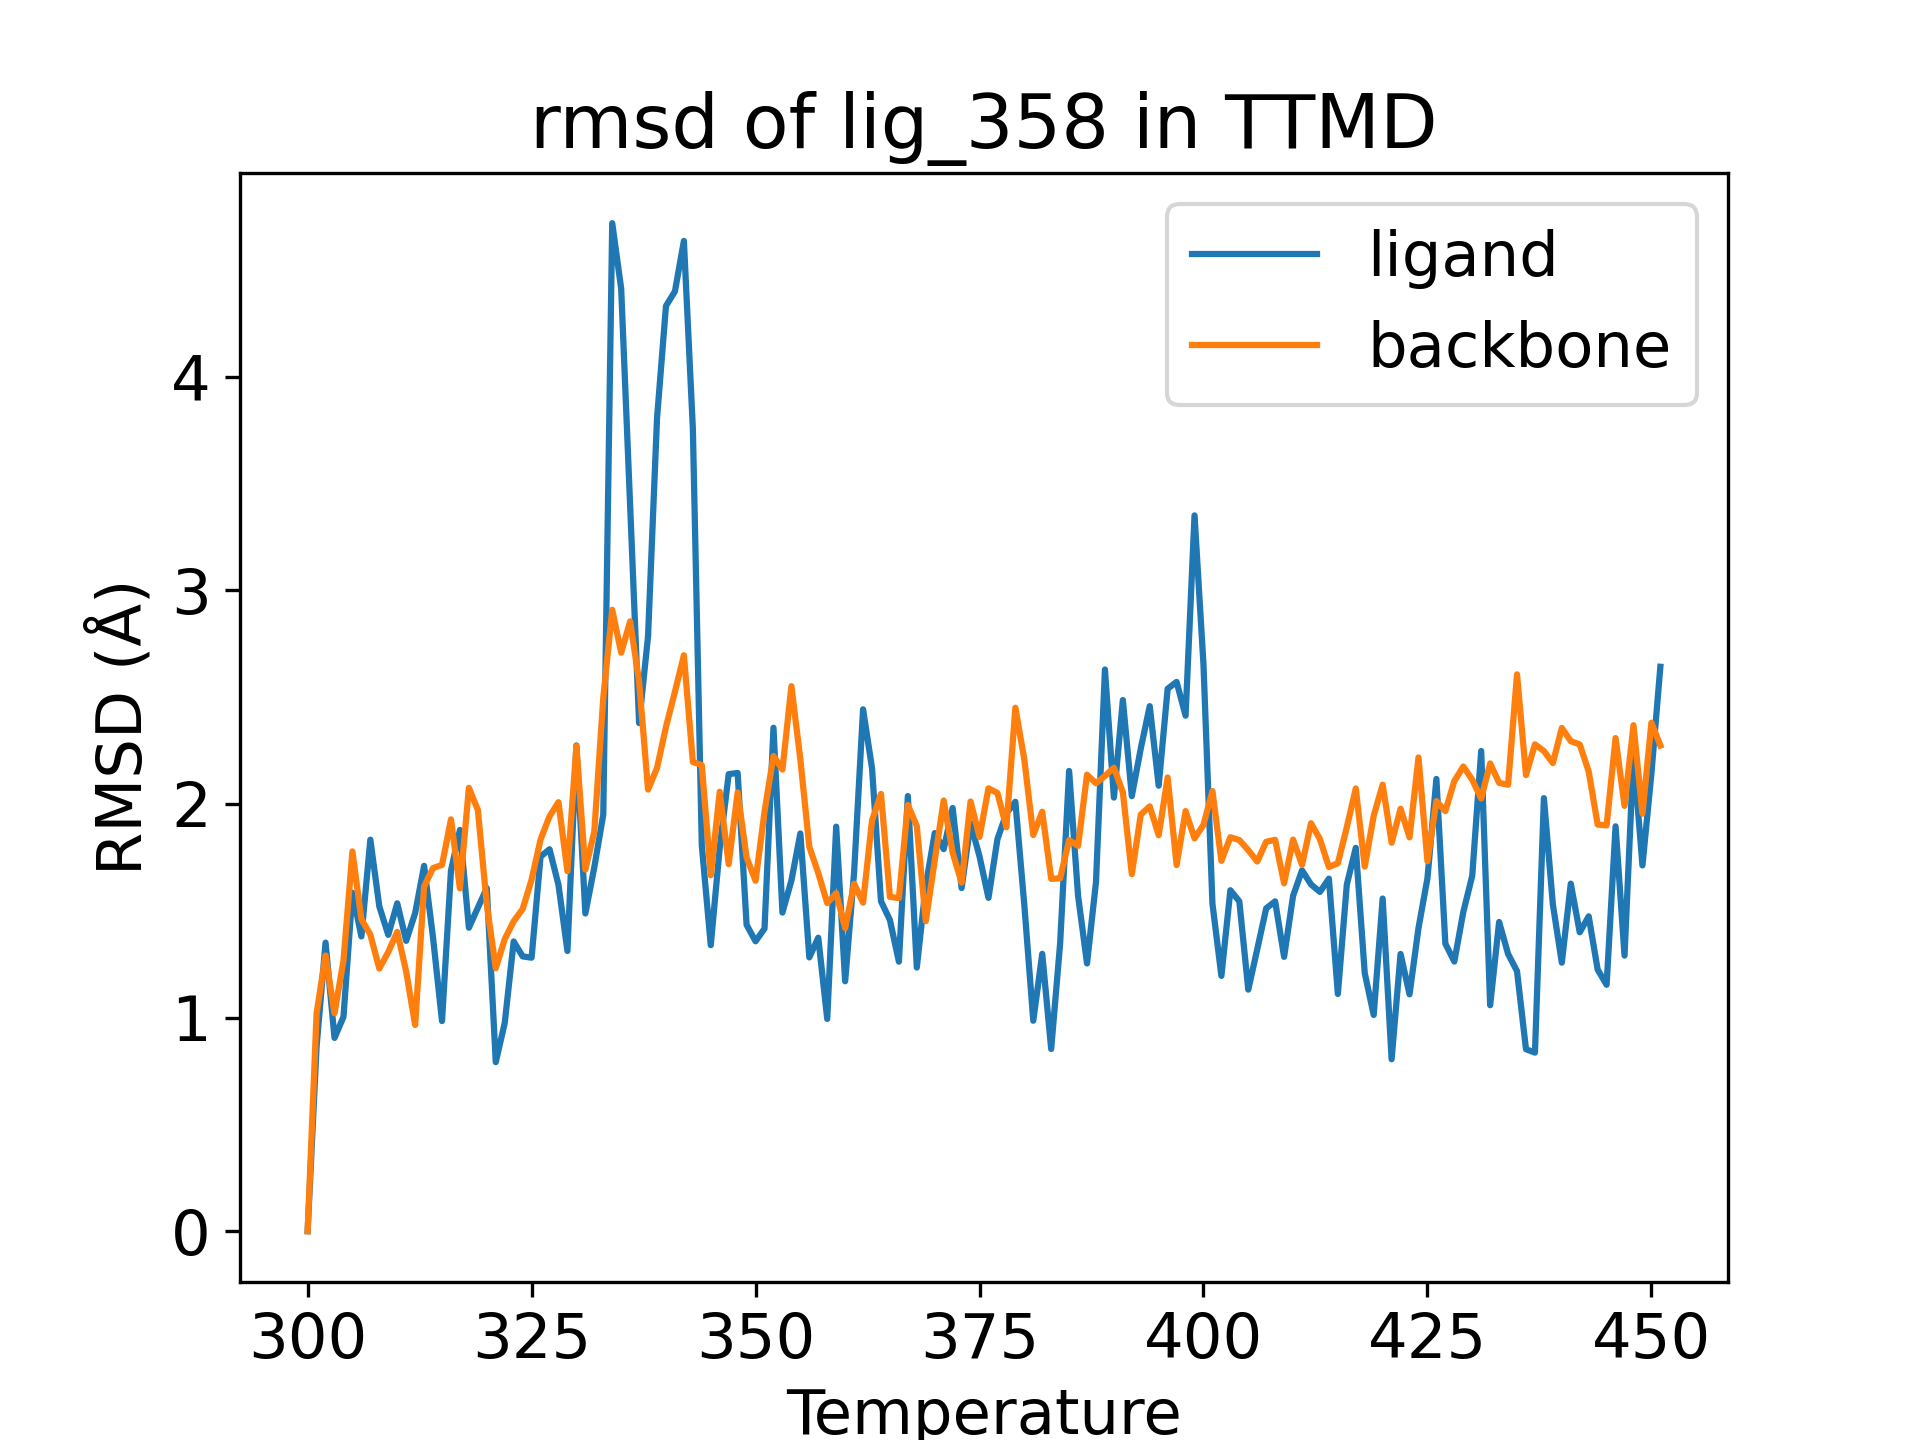 rmsd of lig_358 in TTMD
ligand
backbone
RMSD (Å)
4
3
2
1
0
300 325 350 375 400 425 450
Temperature